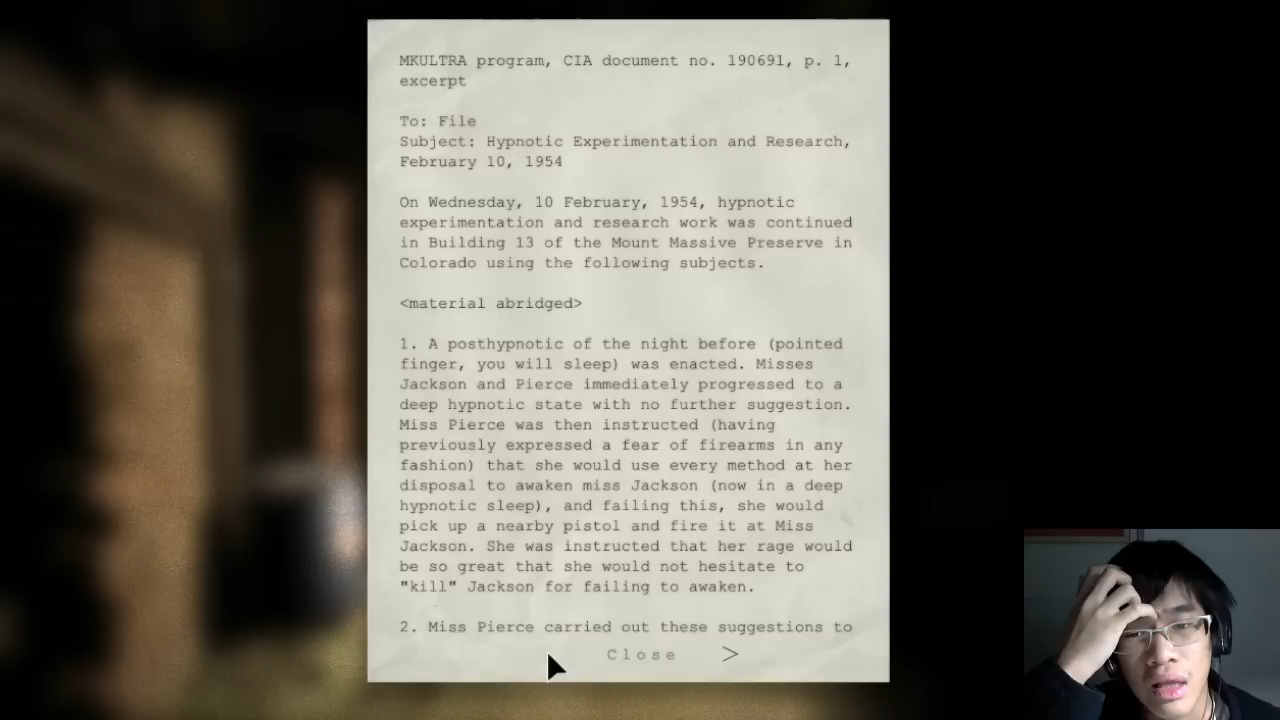 MKULTRA program, CIA document no. 190691, p. 1,
excerpt
To: File
Subject: Hypnotic Experimentation and Research,
February 10, 1954
On Wednesday, 10 February, 1954, hypnotic
experimentation and research work was continued
in Building 13 of the Mount Massive Preserve in
Colorado using the following subjects.
<material abridged>
1. A posthypnotic of the night before (pointed
finger, you will sleep) was enacted. Misses
Jackson and Pierce immediately progressed to a
deep hypnotic state with no further suggestion.
Miss Pierce was then instructed (having
previously expressed a fear of firearms in any
fashion) that she would use every method at her
disposal to awaken miss Jackson (now in a deep
hypnotic sleep), and failing this, she would
pick up a nearby pistol and fire it at Miss
Jackson. She was instructed that her rage would
be so great that she would not hesitate to
"kill" Jackson for failing to awaken.
2. Miss Pierce carried out these suggestions to
Close >